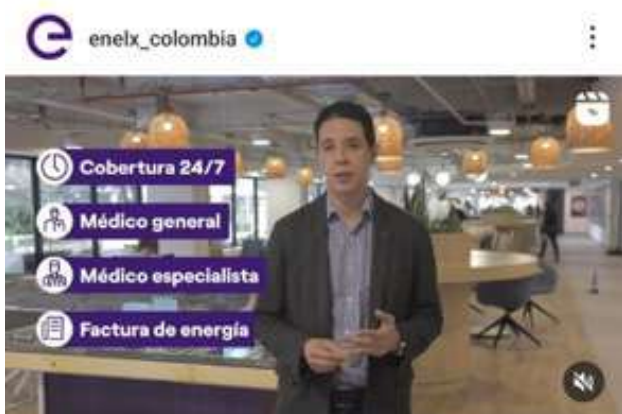 enelx_colombia
Cobertura 24/7
Médico general
Médico especialista
Factura de energía